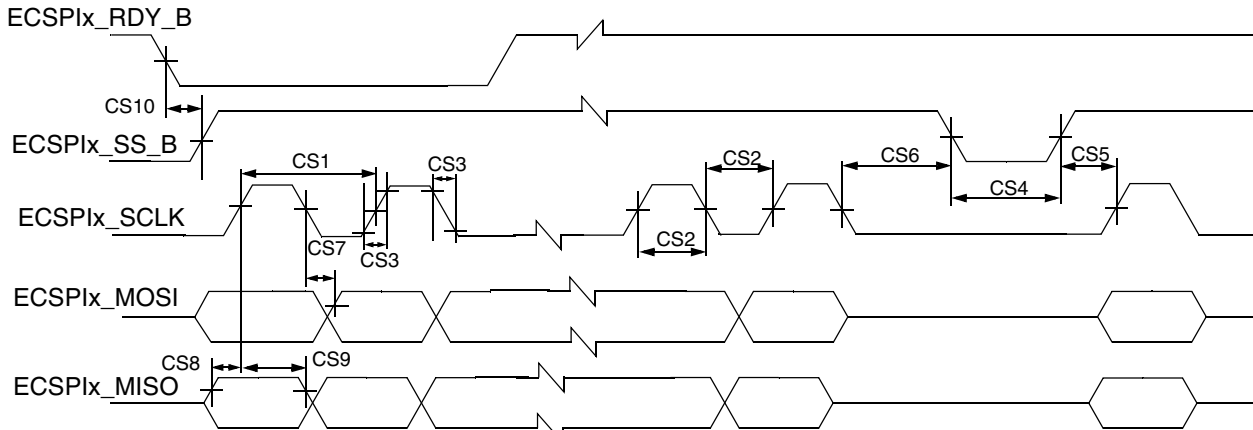 ECSPIx_RDY_B
CS10
ECSPIx_SS_B
CS1
CS3
CS2
CS6
CS5
CS4
ECSPIx_SCLK
CS7
CS3
CS2
ECSPIx_MOSI
CS8
CS9
ECSPIx_MISO